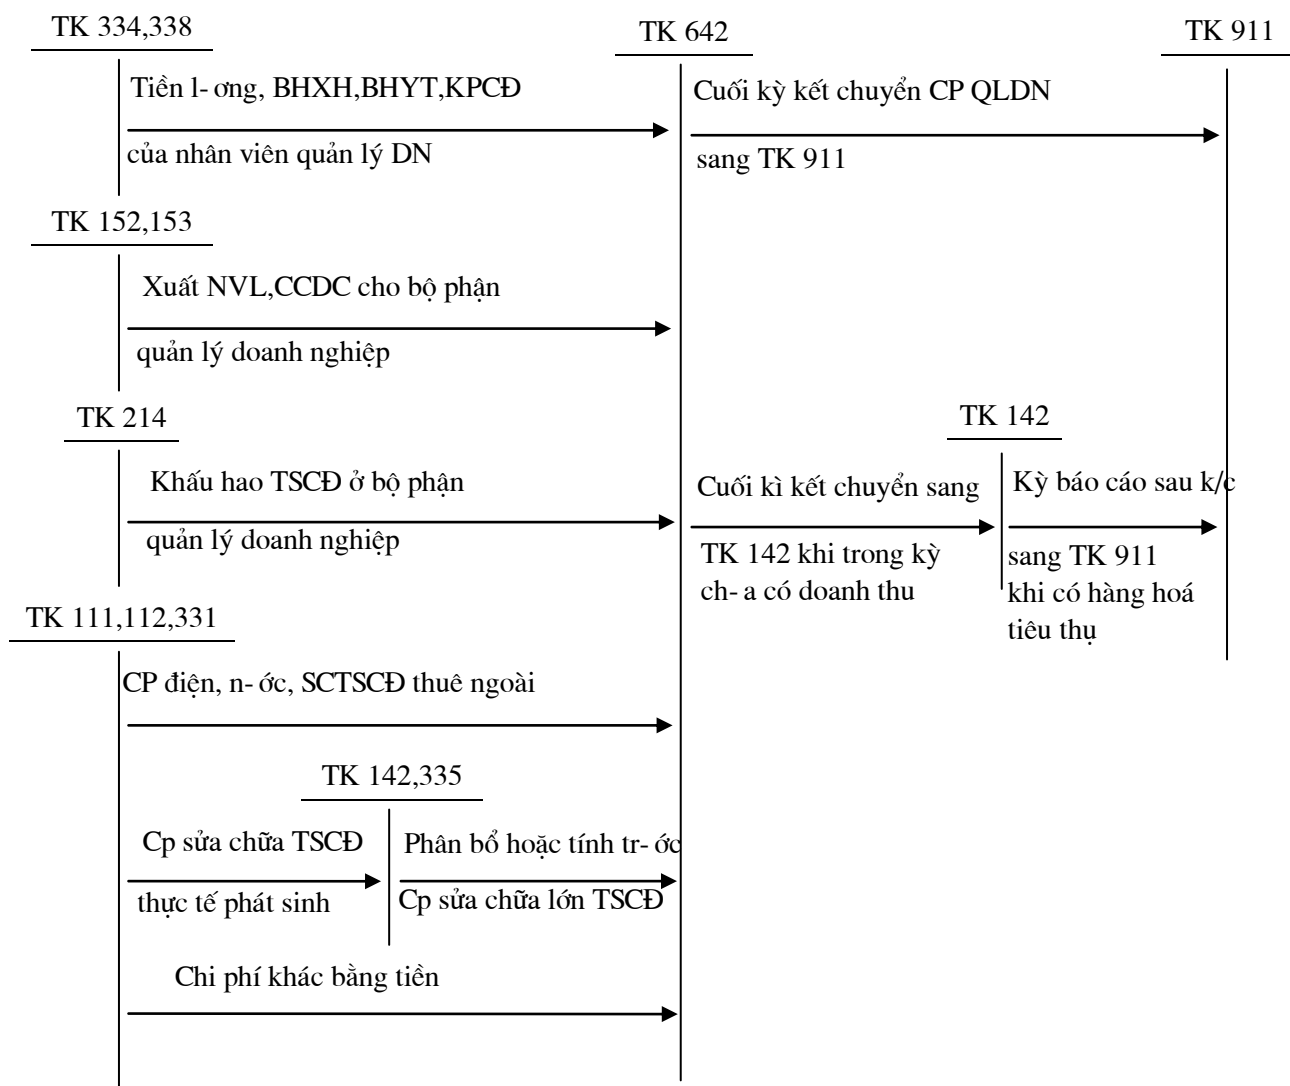 TK 334,338
TK 642
TK 911
Tiền l- ơng, BHXH,BHYT,KPCĐ
Cuối kỳ kết chuyển CP QLDN
của nhân viên quản lý DN
sang TK 911
TK 152,153
Xuất NVL,CCDC cho bộ phận
quản lý doanh nghiệp
TK 214
TK 142
Khấu hao TSCĐ ở bộ phận
Cuối kì kết chuyển sang
Kỳ báo cáo sau k/c
quản lý doanh nghiệp
TK 142 khi trong kỳ
ch- a có doanh thu
sang TK 911
khi có hàng hoá
tiêu thụ
TK 111,112,331
CP điện, n- ớc, SCTSCĐ thuê ngoài
TK 142,335
Cp sửa chữa TSCĐ
Phân bổ hoặc tính tr- ớc
thực tế phát sinh
Cp sửa chữa lớn TSCĐ
Chi phí khác bằng tiền